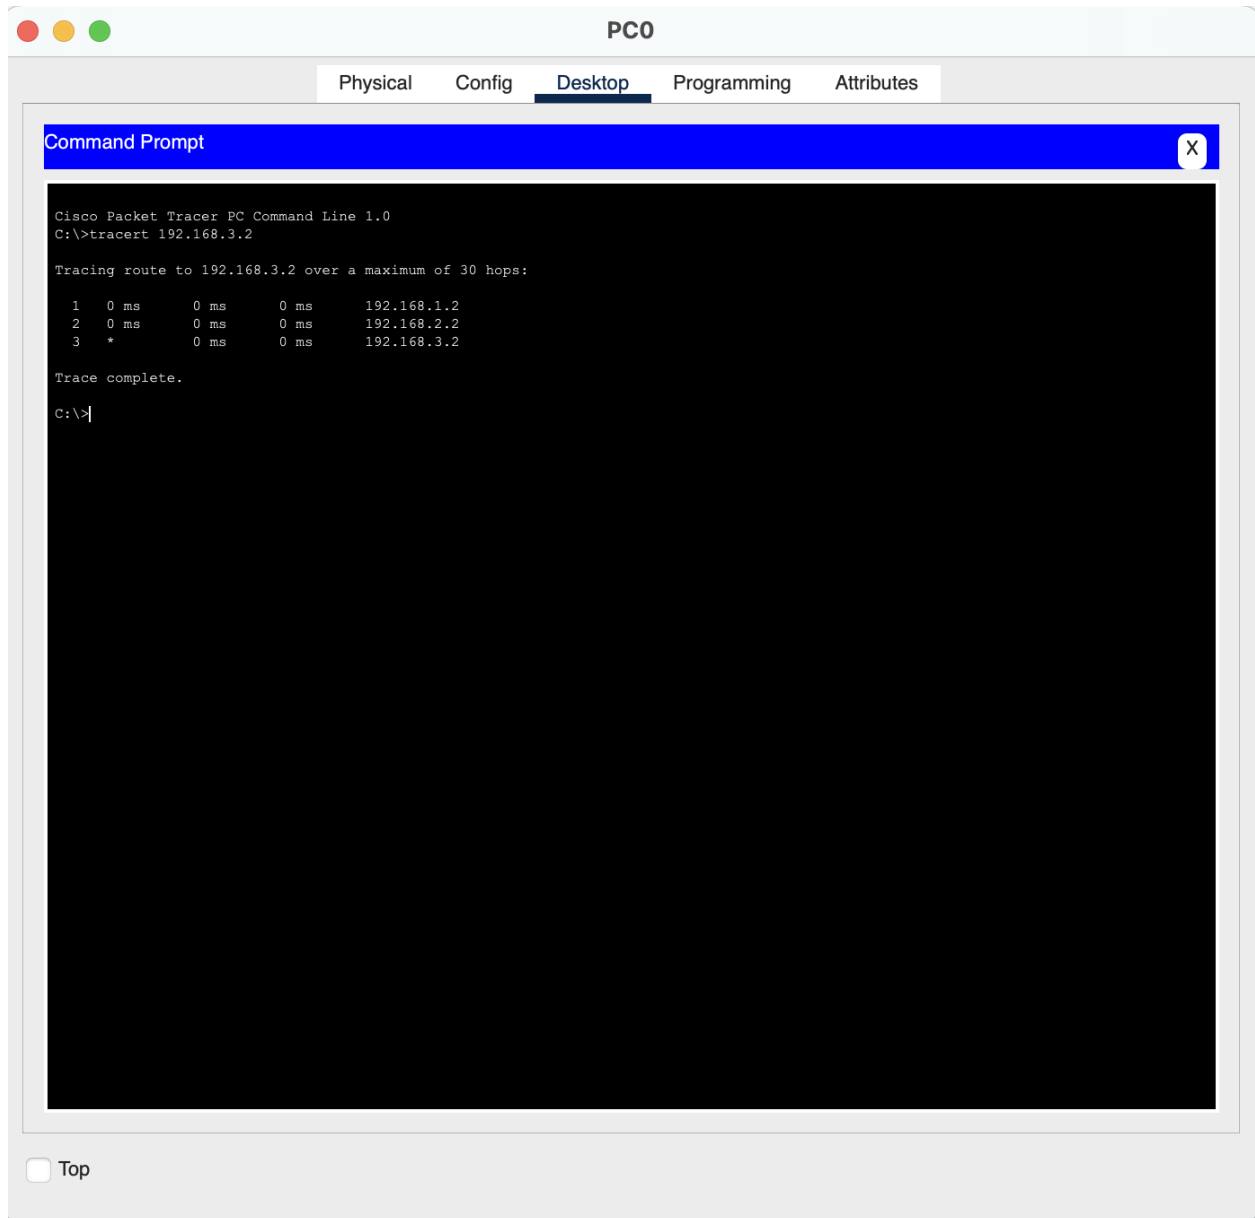 PC0
Physical Config Desktop Programming Attributes
Command Prompt
X
Cisco Packet Tracer PC Command Line 1.0
C:\>tracert 192.168.3.2
Tracing route to 192.168.3.2 over a maximum of 30 hops:
1 0 ms 0 ms 0 ms 192.168.1.2
2 0 ms 0 ms 0 ms 192.168.2.2
3 * 0 ms 0 ms 192.168.3.2
Trace complete.
C:\>
Top